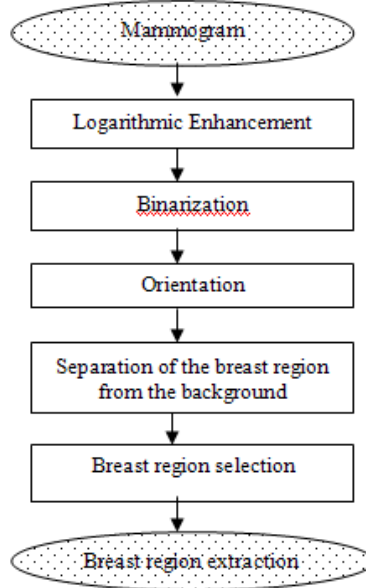 Mammogram
Logarithmic Enhancement
Binarization
Orientation
Separation of the breast region
from the background
Breast region selection
Breast region extraction